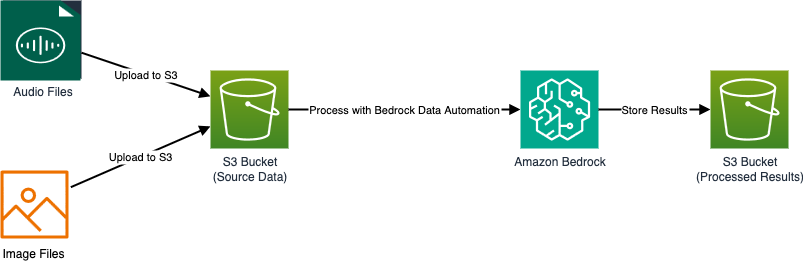 Audio Files
Upload to S3
Upload to S3
Image Files
S3 Bucket
(Source Data)
Process with Bedrock Data Automation
Amazon Bedrock
Store Results
S3 Bucket
(Processed Results)